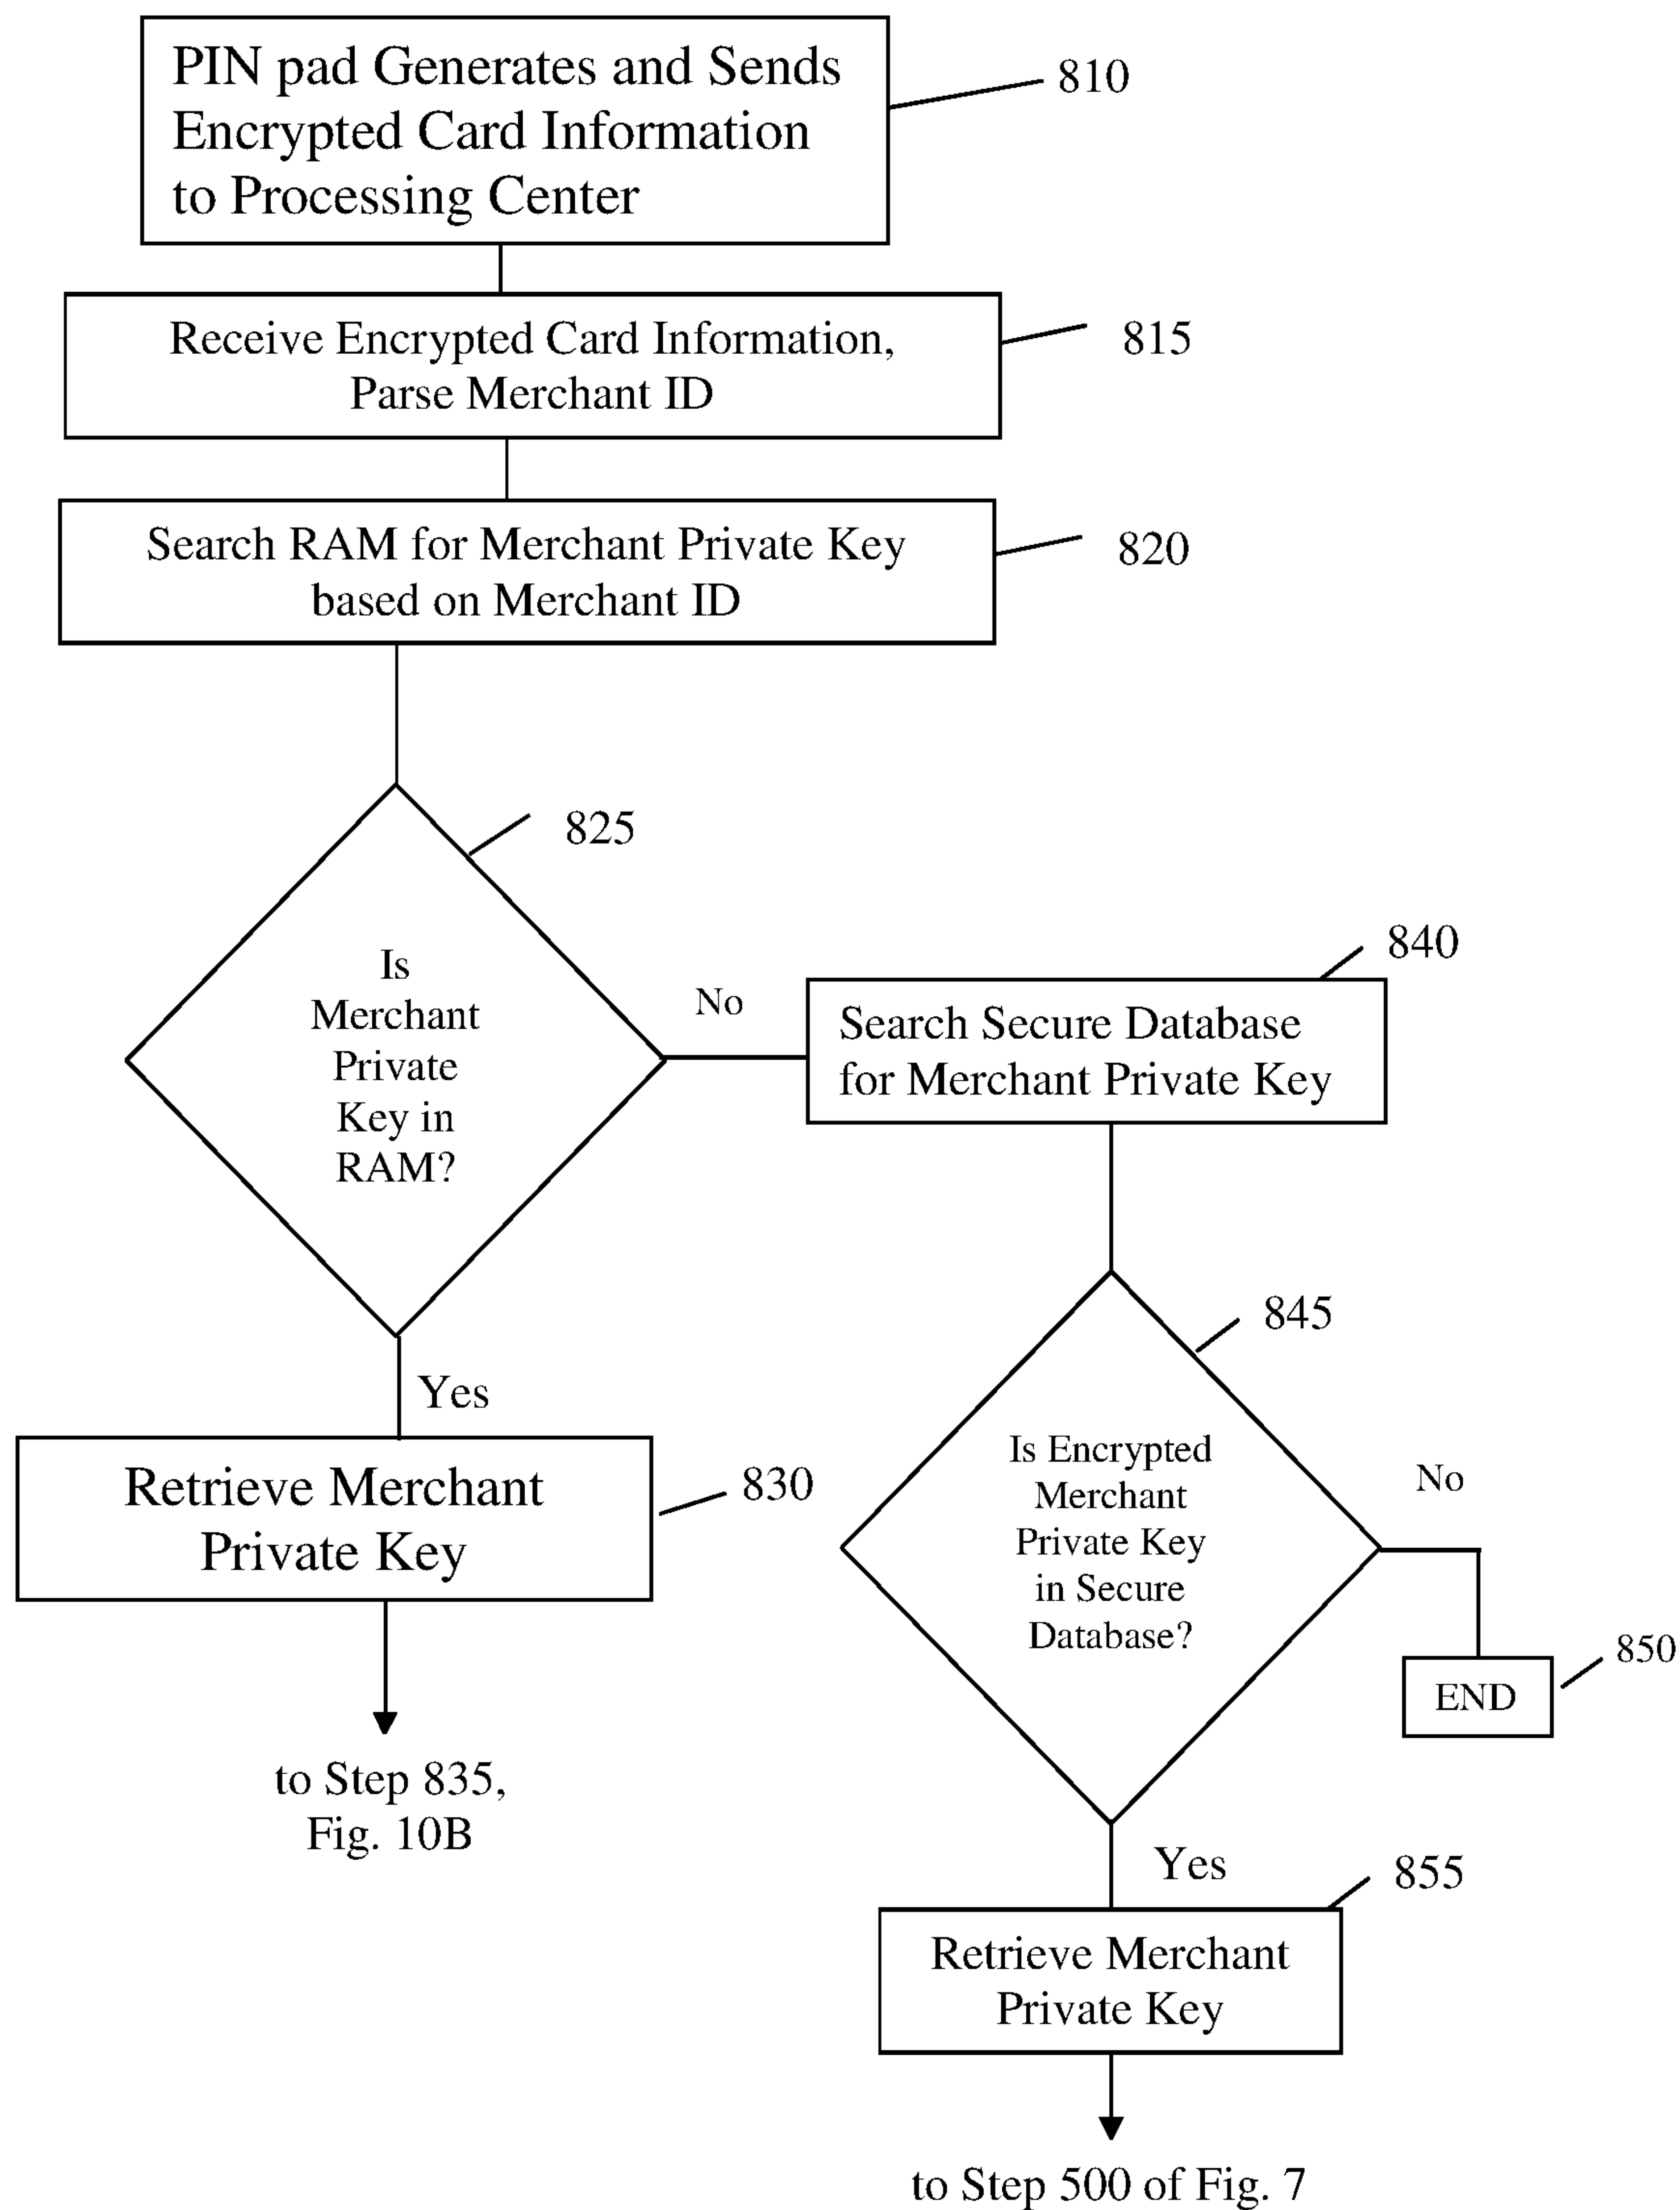 PIN pad Generates and Sends
Encrypted Card Information
to Processing Center
810
Receive Encrypted Card Information,
Parse Merchant ID
815
Search RAM for Merchant Private Key
based on Merchant ID
820
825
Is
Merchant
Private
Key in
RAM?
No
840
Search Secure Database
for Merchant Private Key
845
Yes
Retrieve Merchant
Private Key
830
Is Encrypted
Merchant
Private Key
in Secure
Database?
No
850
END
to Step 835,
Fig. 10B
Yes
855
Retrieve Merchant
Private Key
to Step 500 of Fig. 7